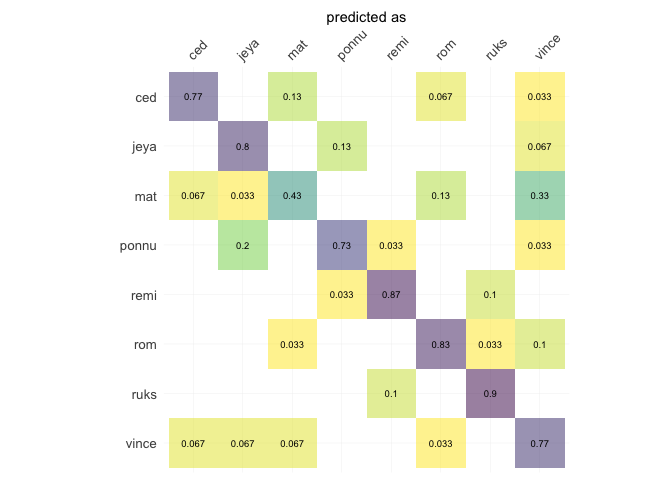 predicted as
ced jeya mat ponnu remi rom ruks vince
ced 0.77 0.13 0.067 0.033
jeya 0.8 0.13 0.067
mat 0.067 0.033 0.43 0.13 0.33
ponnu 0.2 0.73 0.033 0.033
remi 0.033 0.87 0.1
rom 0.033 0.83 0.033 0.1
ruks 0.1 0.9
vince 0.067 0.067 0.067 0.033 0.77